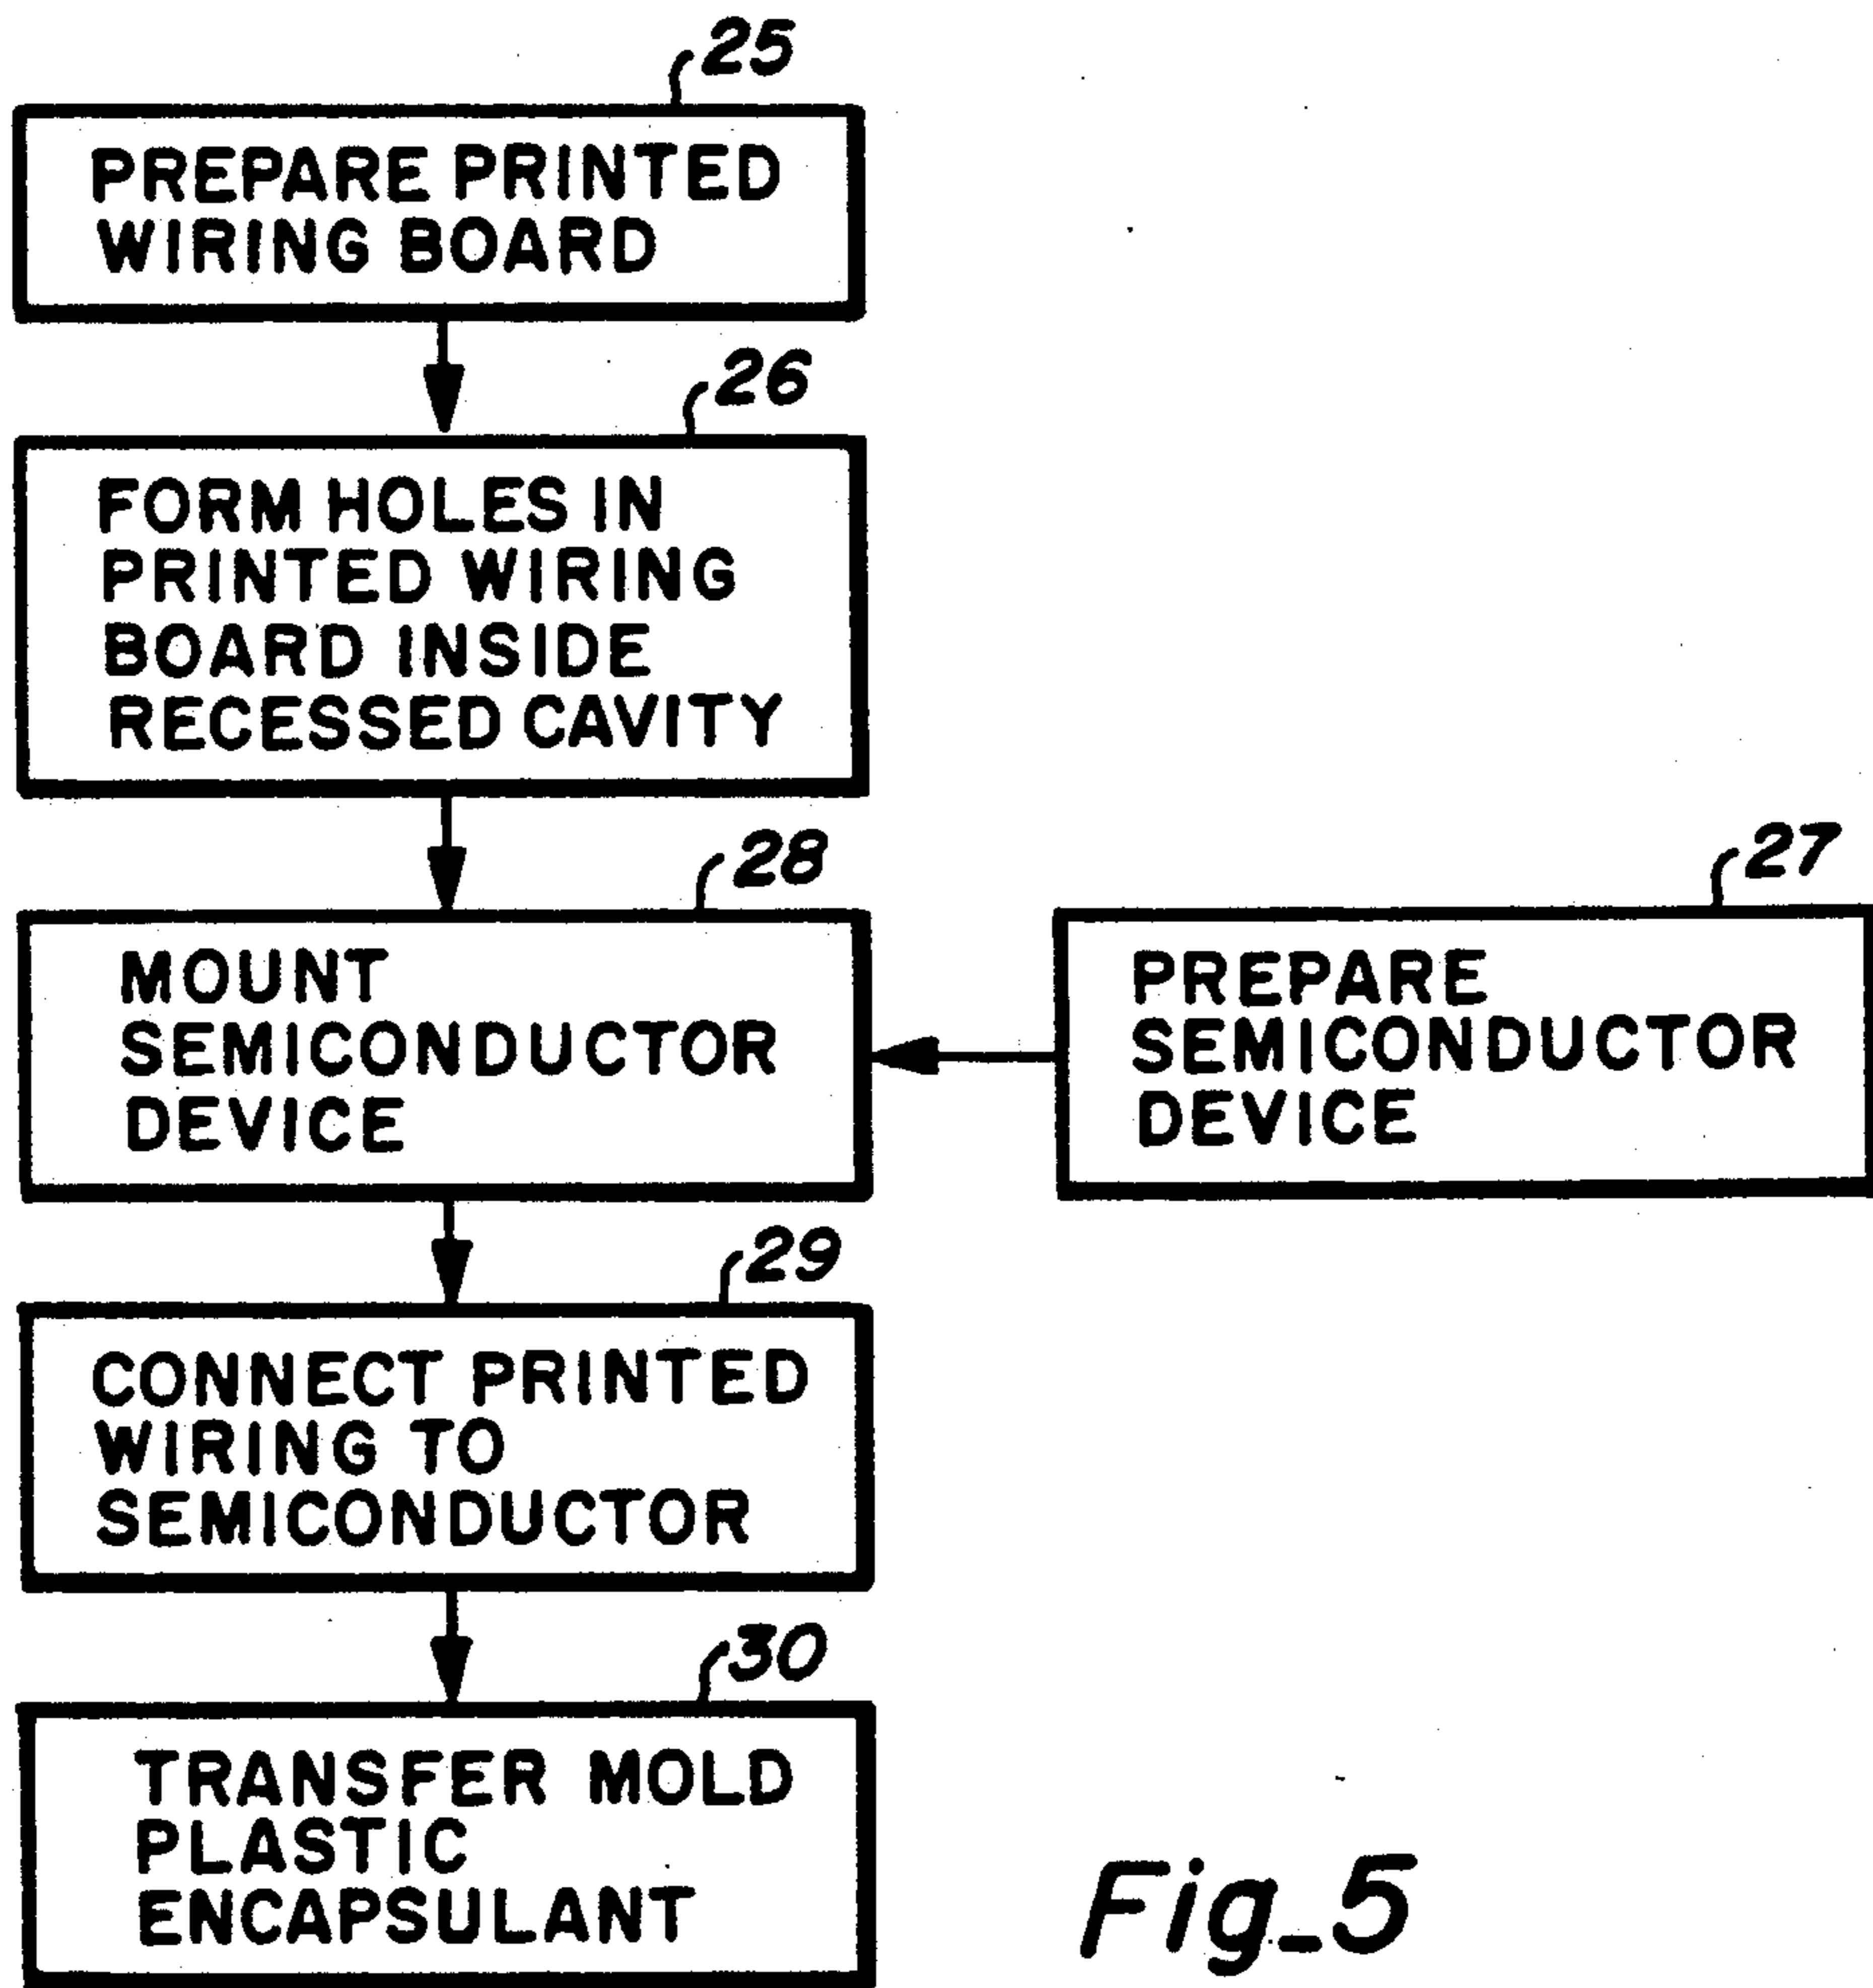 25
PREPARE PRINTED
WIRING BOARD
26
FORM HOLES IN
PRINTED WIRING
BOARD INSIDE
RECESSED CAVITY
28
MOUNT
SEMICONDUCTOR
DEVICE
27
PREPARE
SEMICONDUCTOR
DEVICE
29
CONNECT PRINTED
WIRING TO
SEMICONDUCTOR
30
TRANSFER MOLD
PLASTIC
ENCAPSULANT
Fig_5